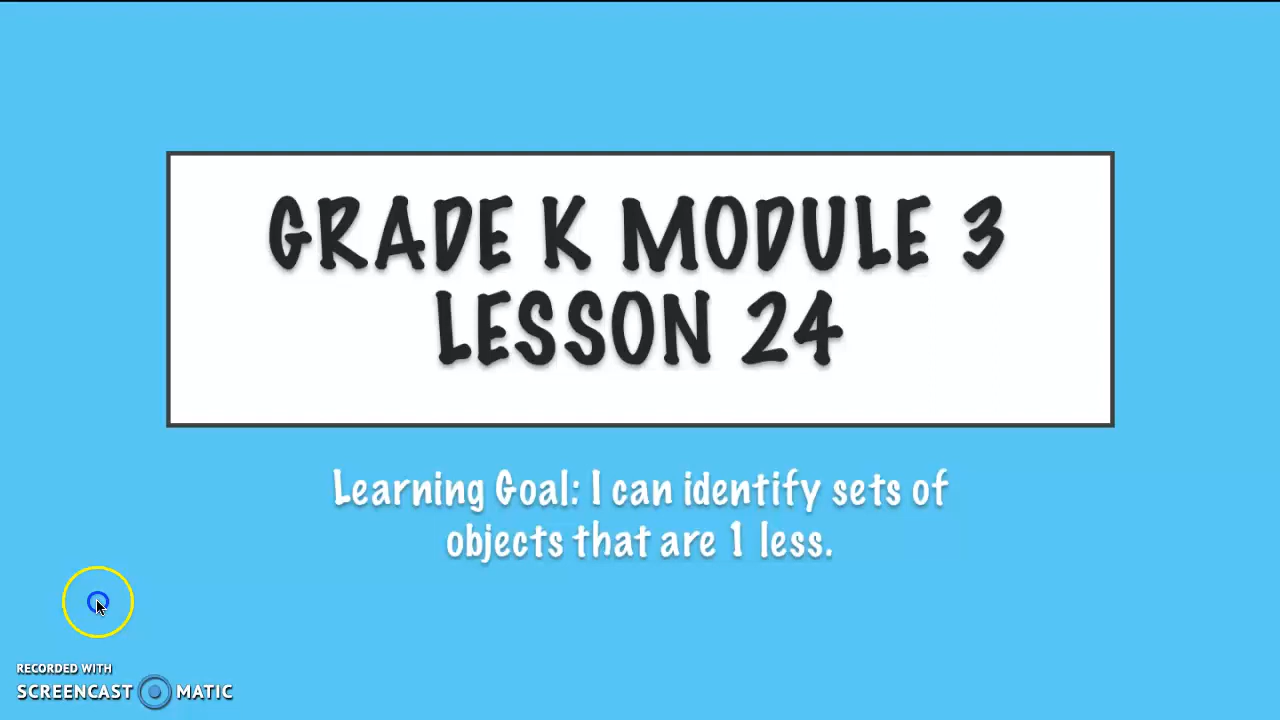 GRADE K MODULE 3
LESSON 24
Learning Goal: I can identify sets of
objects that are 1 less.
RECORDED WITH
SCREENCAST MATIC